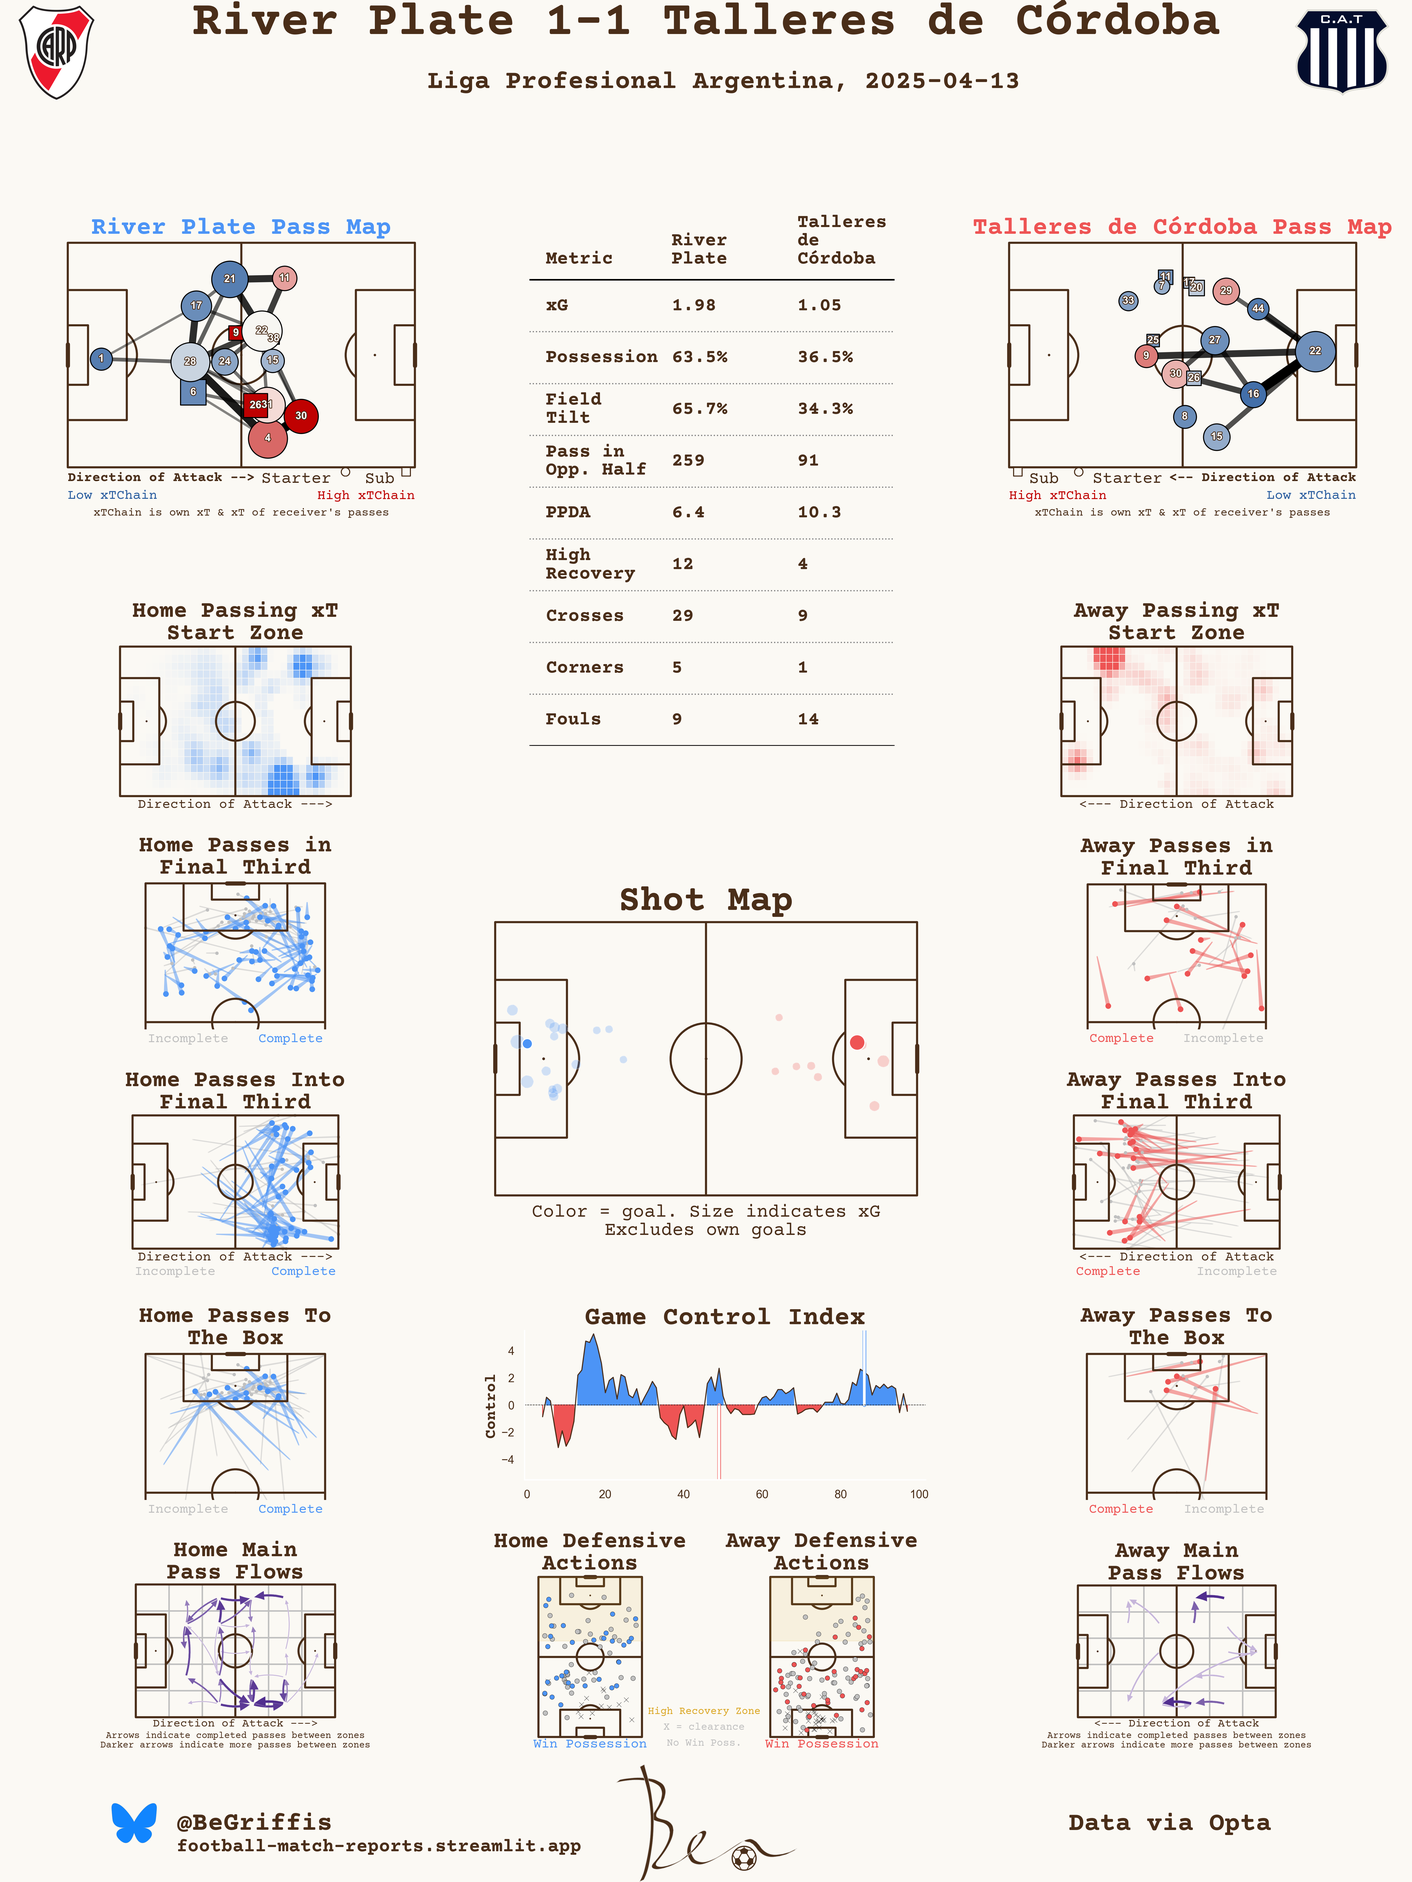 River Plate 1-1 Talleres de Córdoba
Liga Profesional Argentina, 2025-04-13
CARP
C.A.T
River Plate Pass Map
21
11
17
22
9
38
1
28
24
15
6
26
31
30
4
Direction of Attack --> Starter Sub
Low xTChain High xTChain
xTChain is own xT & xT of receiver's passes
Metric River Plate Talleres de Córdoba
xG 1.98 1.05
Possession 63.5% 36.5%
Field Tilt 65.7% 34.3%
Pass in Opp. Half 259 91
PPDA 6.4 10.3
High Recovery 12 4
Crosses 29 9
Corners 5 1
Fouls 9 14
Talleres de Córdoba Pass Map
11
7
20
29
33
44
25
27
22
9
30
26
16
8
15
Sub Starter <-- Direction of Attack
High xTChain Low xTChain
xTChain is own xT & xT of receiver's passes
Home Passing xT
Start Zone
Direction of Attack --->
Away Passing xT
Start Zone
<--- Direction of Attack
Home Passes in
Final Third
Incomplete Complete
Away Passes in
Final Third
Complete Incomplete
Shot Map
Color = goal. Size indicates xG
Excludes own goals
Home Passes Into
Final Third
Direction of Attack --->
Incomplete Complete
Away Passes Into
Final Third
<--- Direction of Attack
Complete Incomplete
Home Passes To
The Box
Incomplete Complete
Game Control Index
Control
4
2
0
−2
−4
0 20 40 60 80 100
Away Passes To
The Box
Complete Incomplete
Home Main
Pass Flows
Direction of Attack --->
Arrows indicate completed passes between zones
Darker arrows indicate more passes between zones
Home Defensive
Actions
Win Possession
High Recovery Zone
X = clearance
No Win Poss.
Away Defensive
Actions
Win Possession
Away Main
Pass Flows
<--- Direction of Attack
Arrows indicate completed passes between zones
Darker arrows indicate more passes between zones
@BeGriffis
football-match-reports.streamlit.app
Ben
Data via Opta